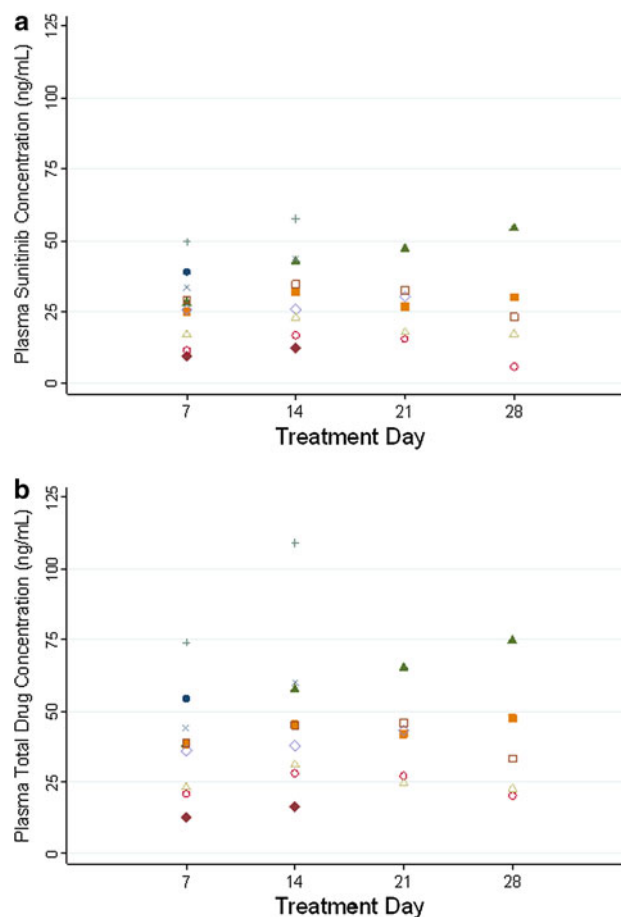 a
Plasma Sunitinib Concentration (ng/mL)
125
100
75
50
25
0
7 14 21 28
Treatment Day
b
Plasma Total Drug Concentration (ng/mL)
125
100
75
50
25
0
7 14 21 28
Treatment Day